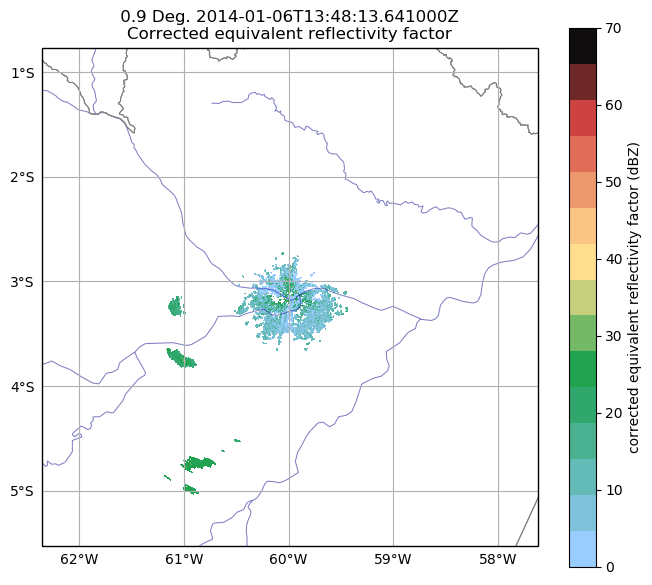 0.9 Deg. 2014-01-06T13:48:13.641000Z
Corrected equivalent reflectivity factor
1°S
2°S
3°S
4°S
5°S
62°W
61°W
60°W
59°W
58°W
70
60
50
40
30
20
10
0
corrected equivalent reflectivity factor (dBZ)